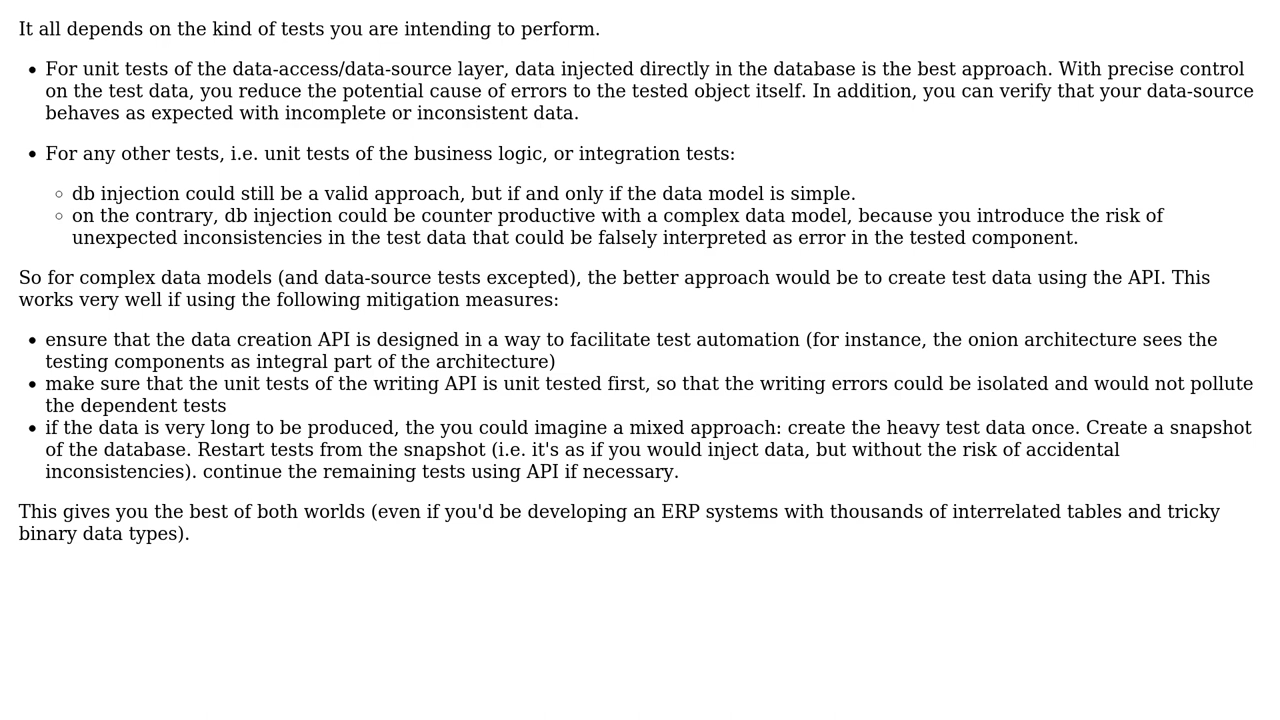 It all depends on the kind of tests you are intending to perform.
For unit tests of the data-access/data-source layer, data injected directly in the database is the best approach. With precise control
on the test data, you reduce the potential cause of errors to the tested object itself. In addition, you can verify that your data-source
behaves as expected with incomplete or inconsistent data.
For any other tests, i.e. unit tests of the business logic, or integration tests:
db injection could still be a valid approach, but if and only if the data model is simple.
on the contrary, db injection could be counter productive with a complex data model, because you introduce the risk of
unexpected inconsistencies in the test data that could be falsely interpreted as error in the tested component.
So for complex data models (and data-source tests excepted), the better approach would be to create test data using the API. This
works very well if using the following mitigation measures:
ensure that the data creation API is designed in a way to facilitate test automation (for instance, the onion architecture sees the
testing components as integral part of the architecture)
make sure that the unit tests of the writing API is unit tested first, so that the writing errors could be isolated and would not pollute
the dependent tests
if the data is very long to be produced, the you could imagine a mixed approach: create the heavy test data once. Create a snapshot
of the database. Restart tests from the snapshot (i.e. it's as if you would inject data, but without the risk of accidental
inconsistencies). continue the remaining tests using API if necessary.
This gives you the best of both worlds (even if you'd be developing an ERP systems with thousands of interrelated tables and tricky
binary data types).